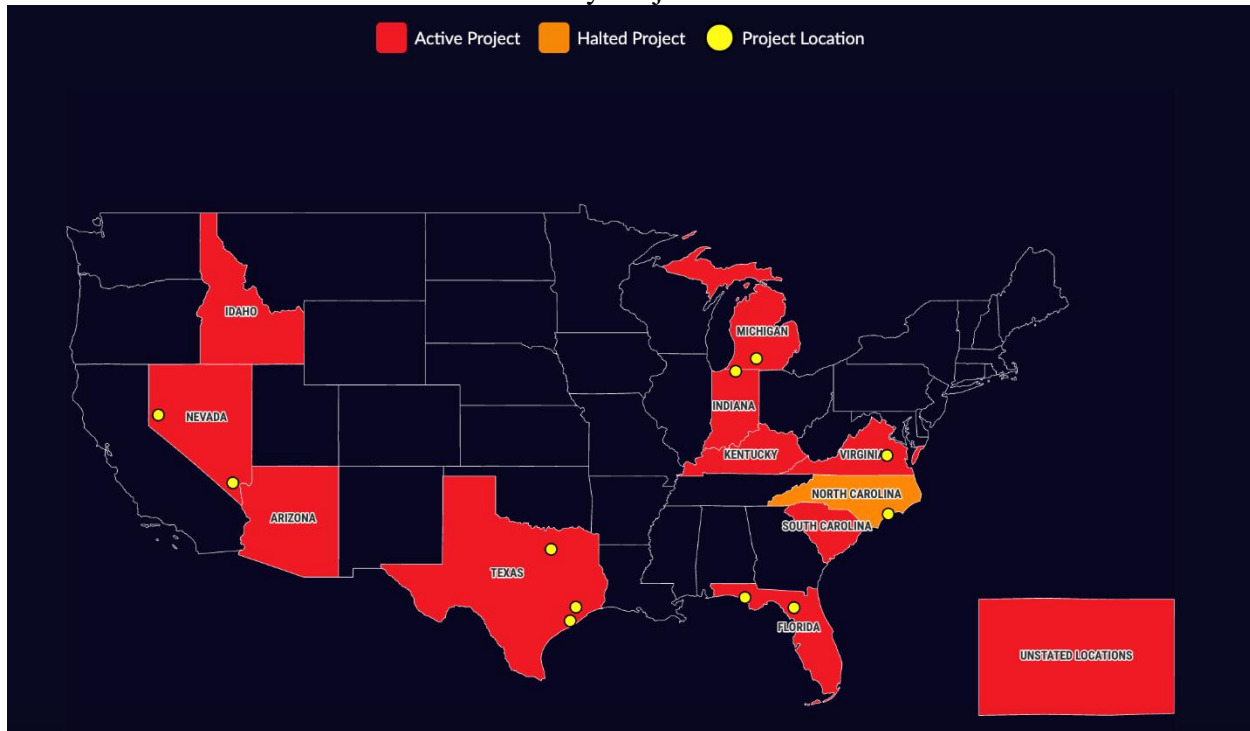 Active Project
Halted Project
Project Location
IDAHO
MICHIGAN
NEVADA
INDIANA
KENTUCKY
VIRGINIA
NORTH CAROLINA
ARIZONA
SOUTH CAROLINA
TEXAS
FLORIDA
UNSTATED LOCATIONS